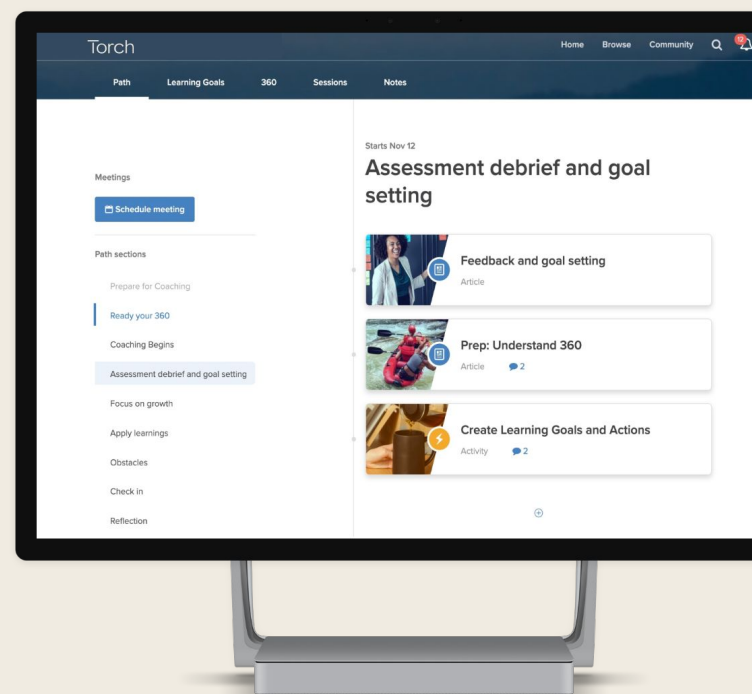 Torch
Home Browse Community
12
Path Learning Goals 360 Sessions Notes
Meetings
Schedule meeting
Path sections
Prepare for Coaching
Ready your 360
Coaching Begins
Assessment debrief and goal setting
Focus on growth
Apply learnings
Obstacles
Check in
Reflection
Starts Nov 12
Assessment debrief and goal
setting
Feedback and goal setting
Article
Prep: Understand 360
Article 2
Create Learning Goals and Actions
Activity 2